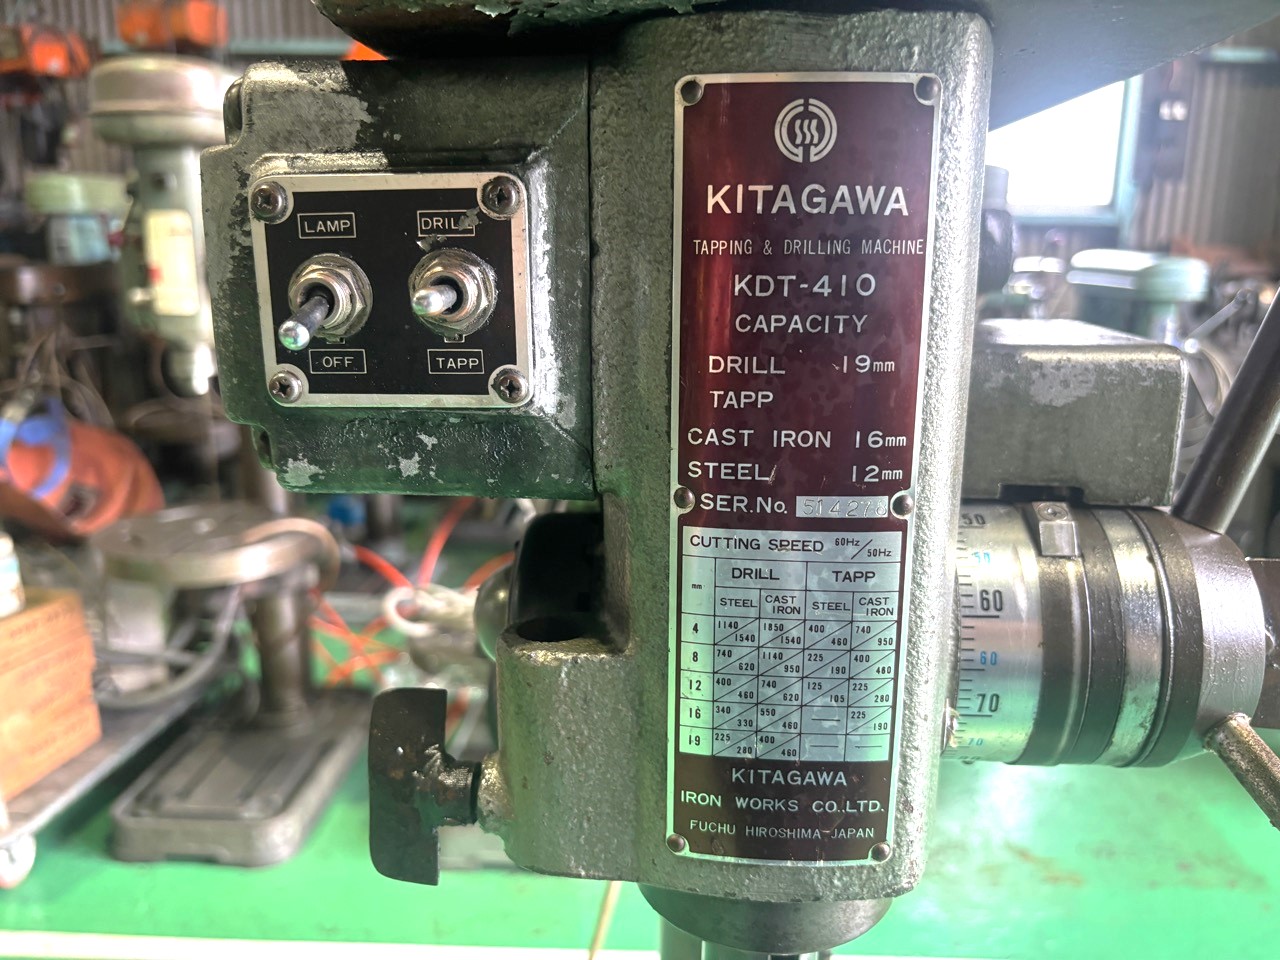 LAMP
DRILL
OFF
TAPP
KITAGAWA
TAPPING & DRILLING MACHINE
KDT-410
CAPACITY
DRILL 19mm
TAPP
CAST IRON 16mm
STEEL 12mm
SER.No. 514278
CUTTING SPEED 60Hz/50Hz
mm DRILL TAPP
STEEL CAST IRON STEEL CAST IRON
4 1140/1540 1850/1540 400/460 740/950
8 740/620 1140/950 225/190 400/460
12 400/460 740/620 125/105 225/280
16 340/330 550/460 — 225/190
19 225/280 400/460 — —
KITAGAWA
IRON WORKS CO.,LTD.
FUCHU HIROSHIMA-JAPAN
50
60
60
70
70